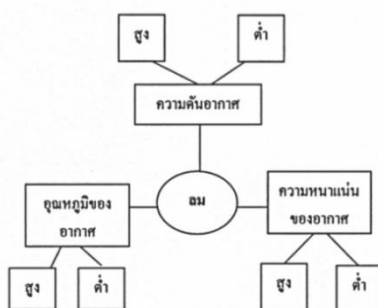 สูง
ต่ำ
ความดันอากาศ
ลม
อุณหภูมิของ
อากาศ
ความหนาแน่น
ของอากาศ
สูง
ต่ำ
สูง
ต่ำ